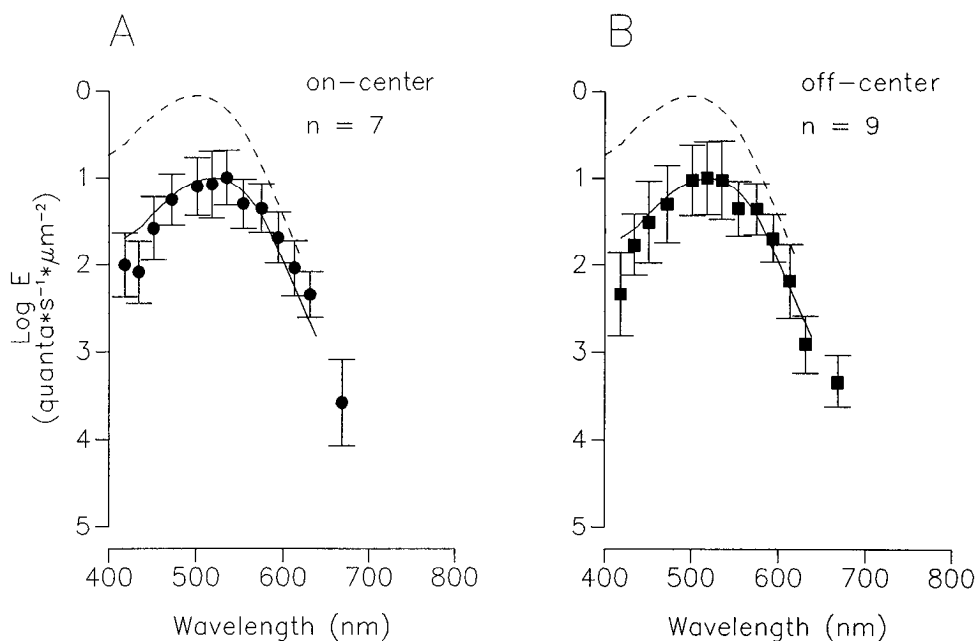 A
on-center
n = 7
0
1
2
3
4
5
Log E
(quanta*s⁻¹*μm⁻²)
400 500 600 700 800
Wavelength (nm)
B
off-center
n = 9
0
1
2
3
4
5
400 500 600 700 800
Wavelength (nm)